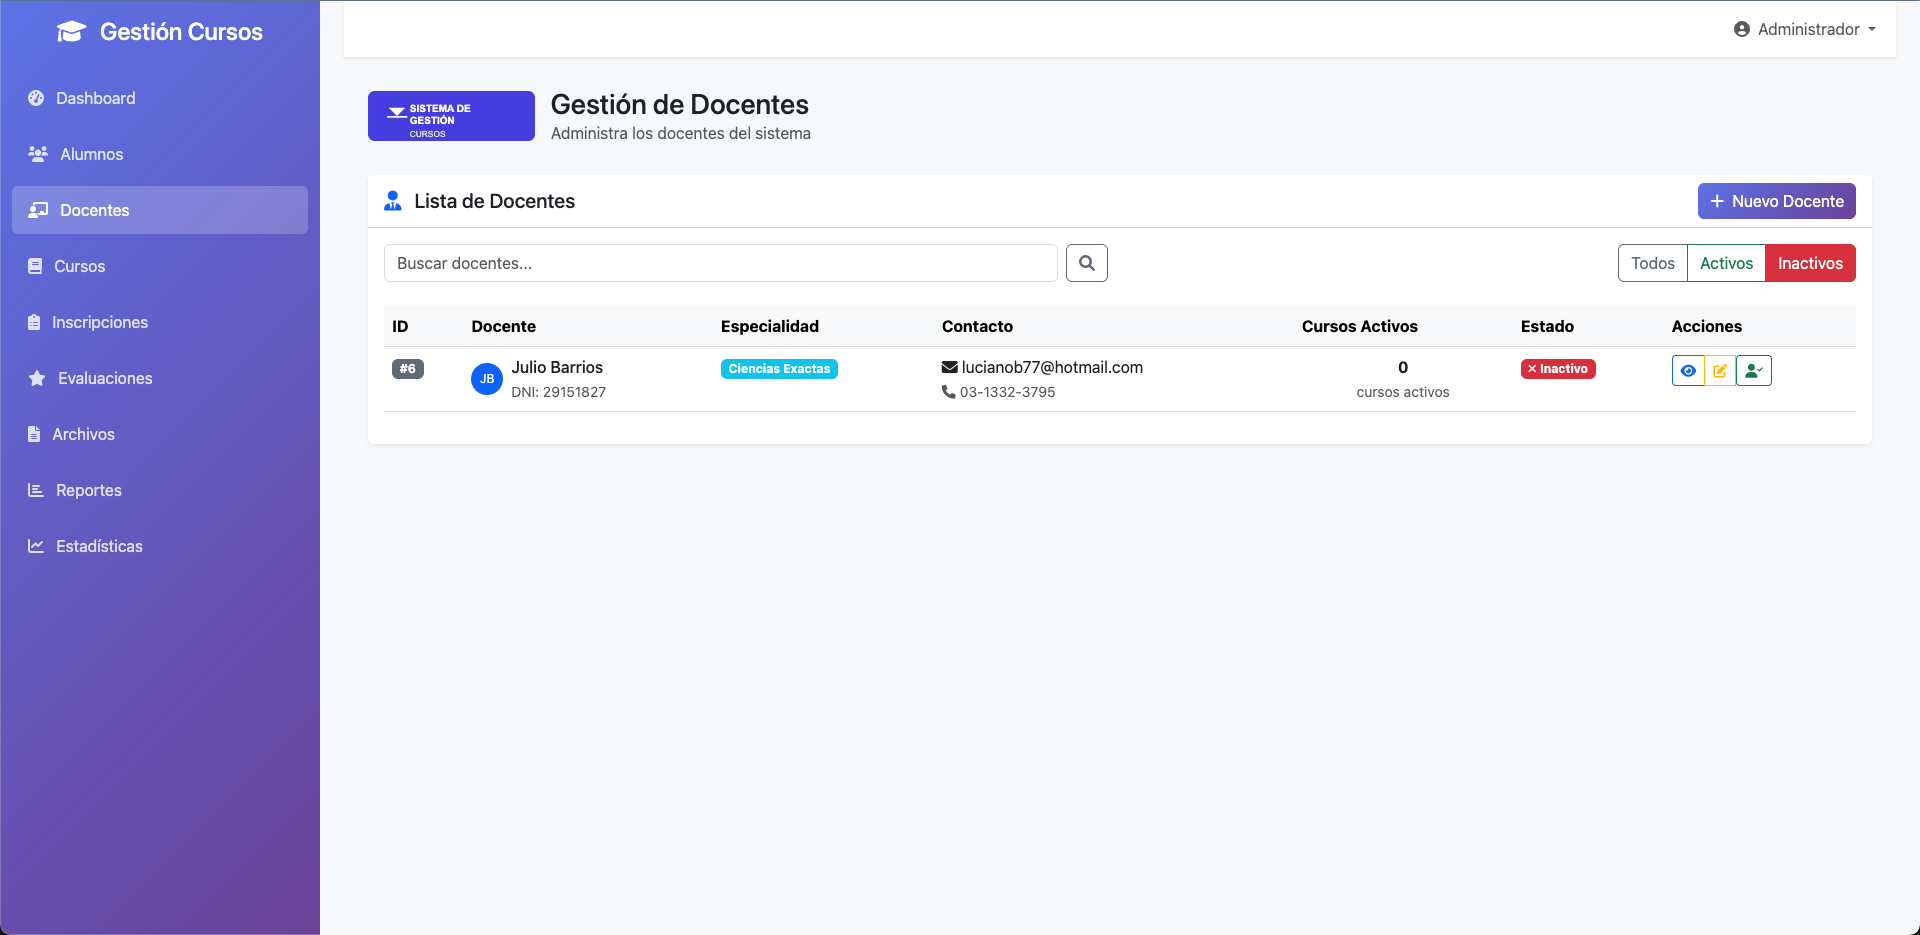 Gestión Cursos
Administrador
Dashboard
Alumnos
Docentes
Cursos
Inscripciones
Evaluaciones
Archivos
Reportes
Estadísticas
SISTEMA DE
GESTIÓN
CURSOS
Gestión de Docentes
Administra los docentes del sistema
Lista de Docentes
Nuevo Docente
Buscar docentes...
Todos Activos Inactivos
ID Docente Especialidad Contacto Cursos Activos Estado Acciones
#6 JB Julio Barrios Ciencias Exactas lucianob77@hotmail.com 0 Inactivo
DNI: 29151827 03-1332-3795 cursos activos